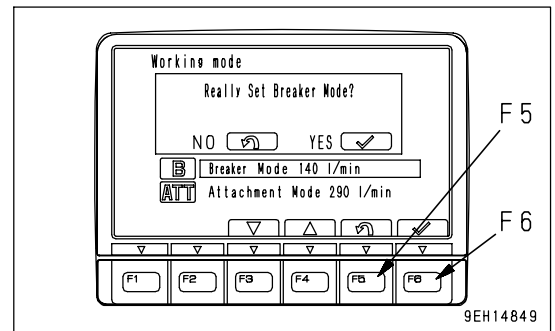 Working mode
Really Set Breaker Mode?
NO YES
B Breaker Mode 140 l/min
ATT Attachment Mode 290 l/min
F1 F2 F3 F4 F5 F6
F5
F6
9EH14849